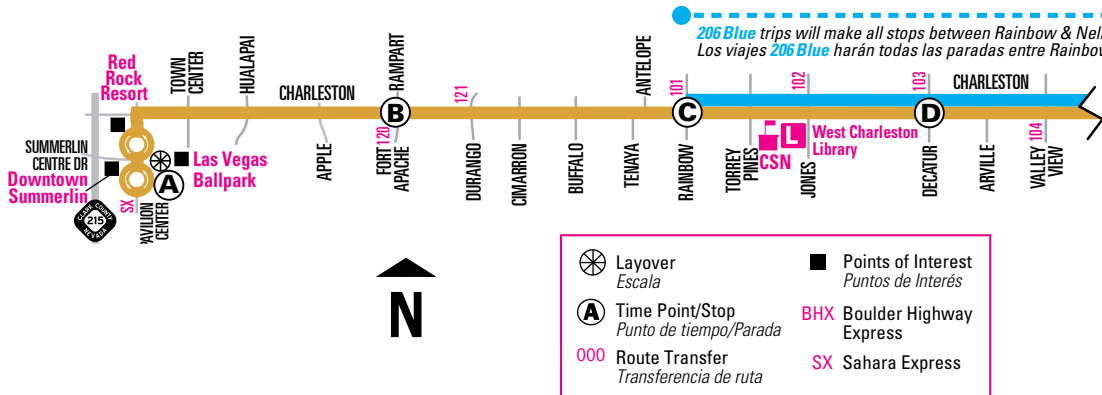 206 Blue trips will make all stops between Rainbow & Nell
Los viajes 206 Blue harán todas las paradas entre Rainbow
Red
Rock
Resort
TOWN
CENTER
HUALAPAI
CHARLESTON
RAMPART
121
ANTELOPE
101
102
103
CHARLESTON
B
C
D
SUMMERLIN
CENTRE DR
Downtown
Summerlin
A
Las Vegas
Ballpark
SX
PAVILION
CENTER
CLARK COUNTY
215
NEVADA
APPLE
120
FORT
APACHE
DURANGO
CIMARRON
BUFFALO
TENAYA
RAINBOW
TORREY
PINES
CSN
L
West Charleston
Library
JONES
DECATUR
ARVILLE
104
VALLEY
VIEW
N
Layover
Escala
A
Time Point/Stop
Punto de tiempo/Parada
000
Route Transfer
Transferencia de ruta
Points of Interest
Puntos de Interés
BHX Boulder Highway
Express
SX Sahara Express